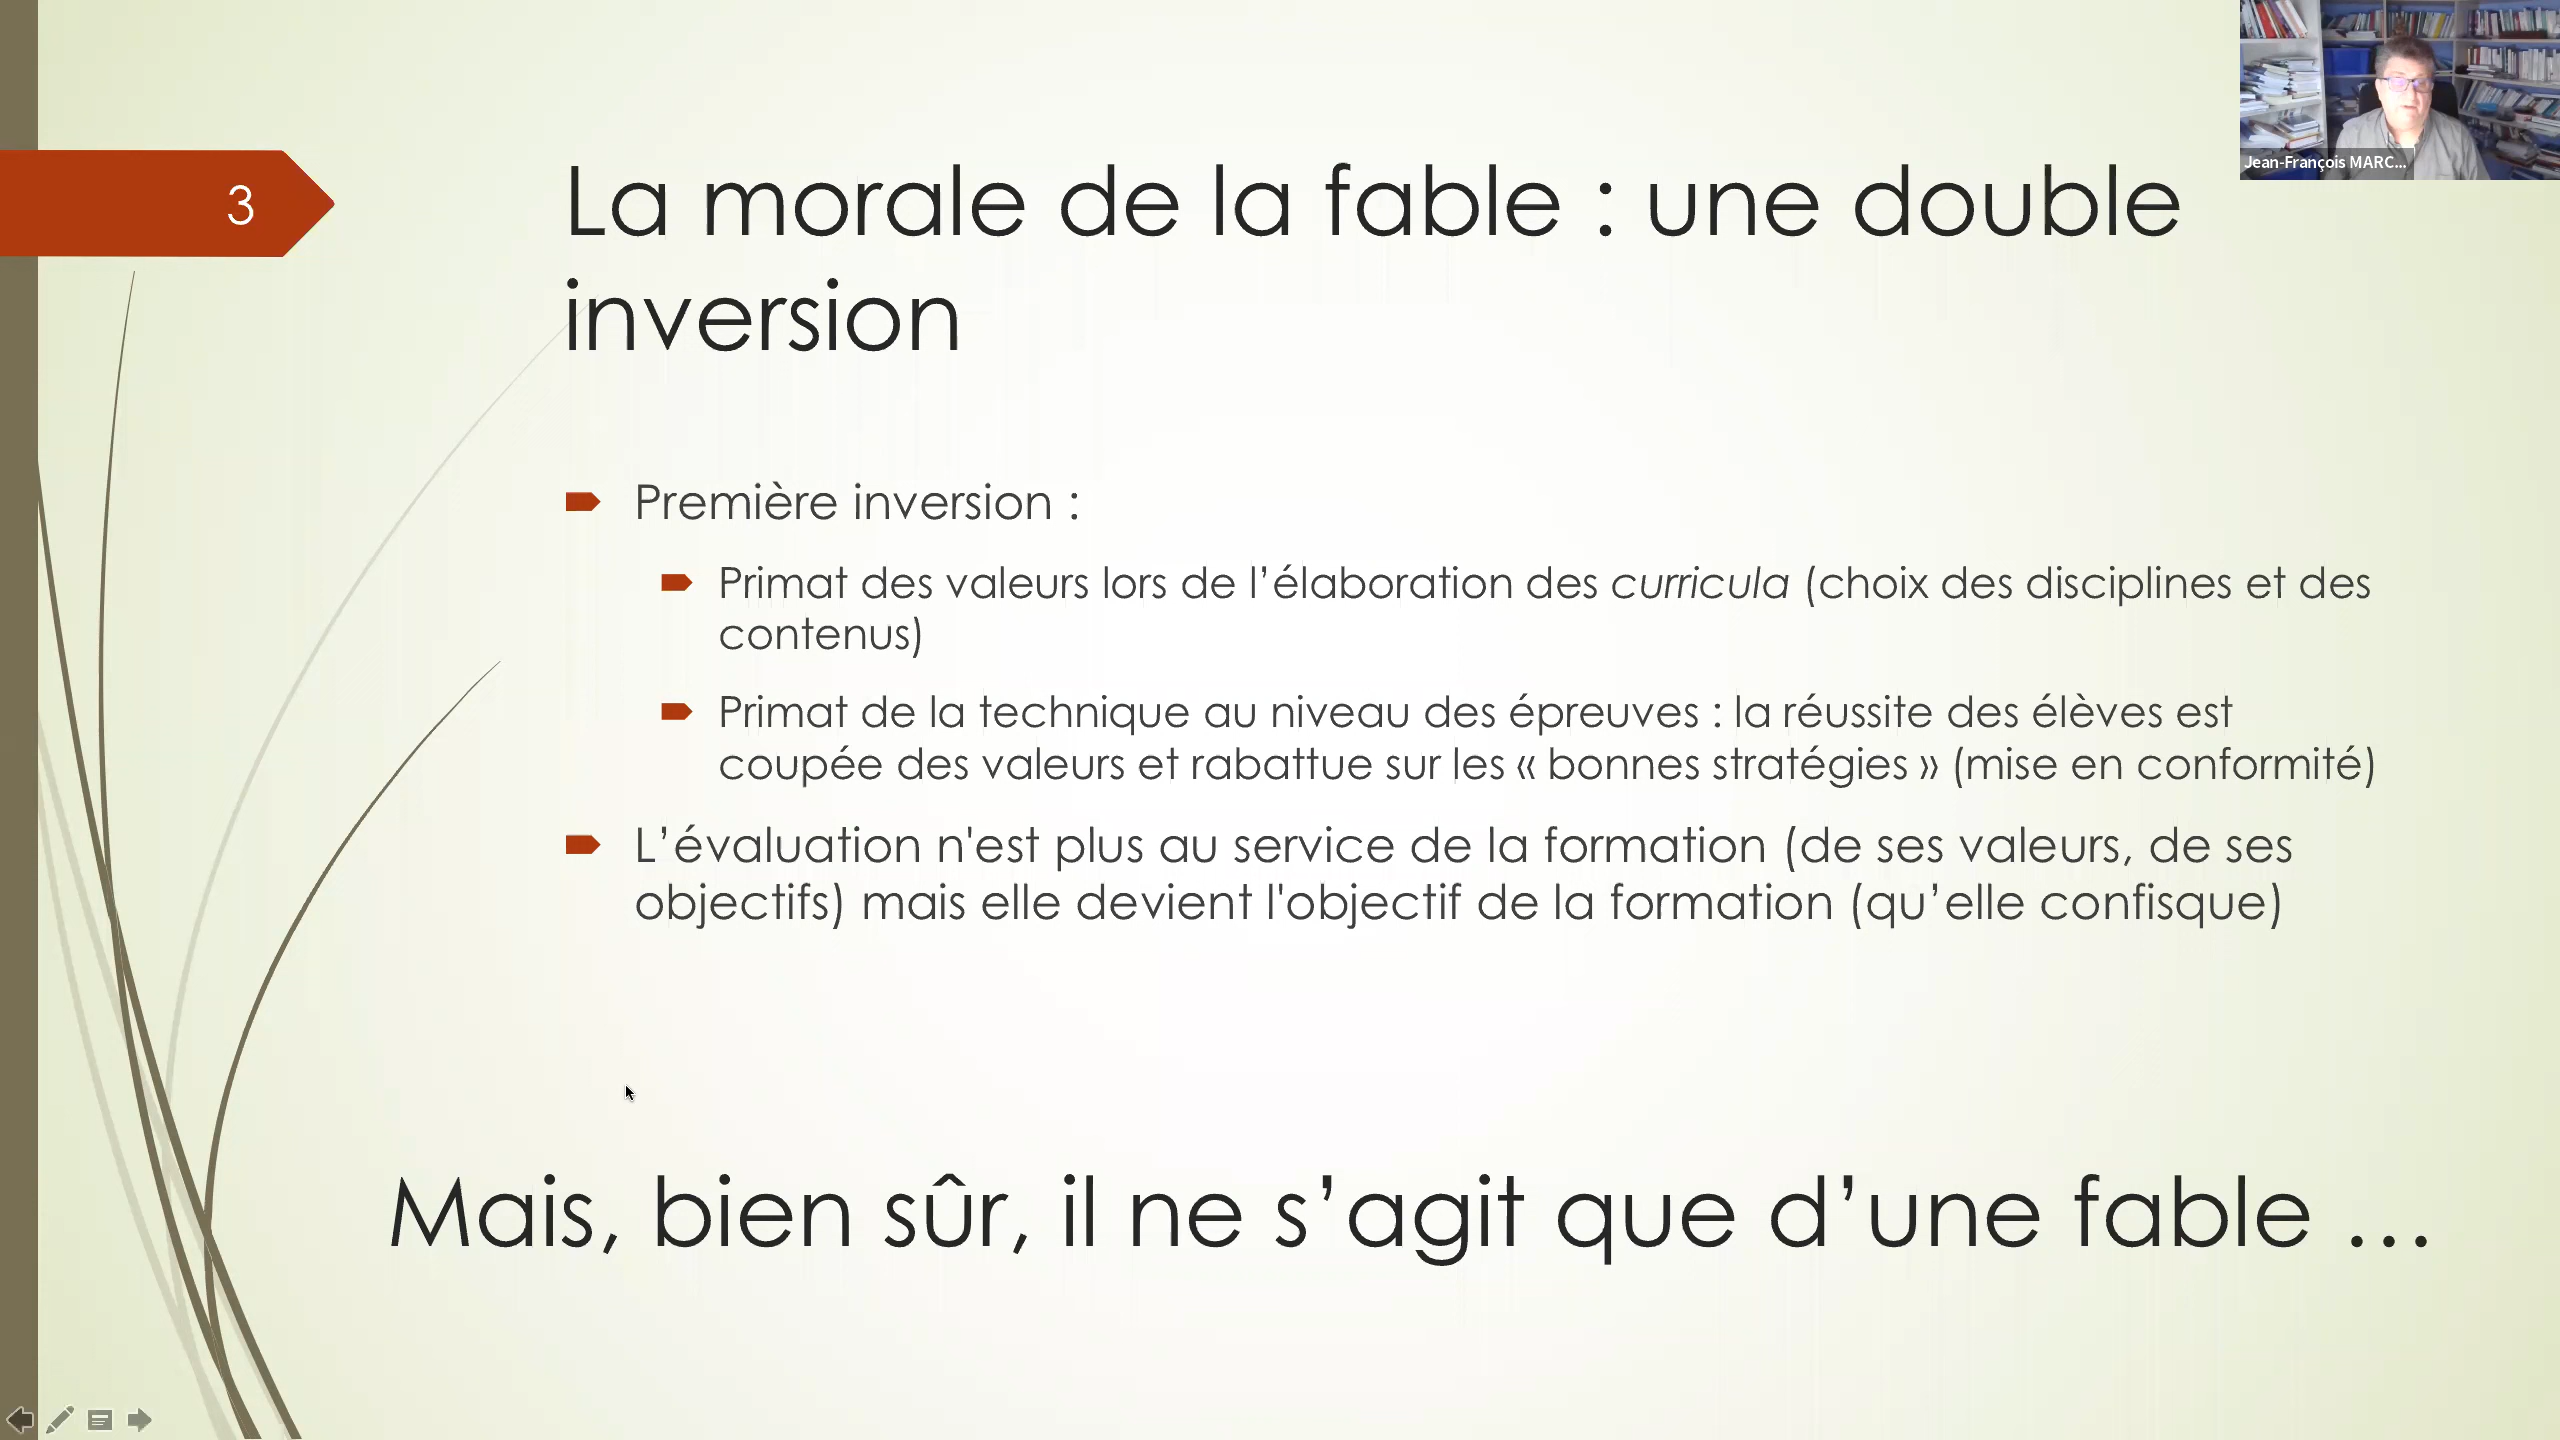 Jean-François MARC...
3
La morale de la fable : une double
inversion
Première inversion :
Primat des valeurs lors de l’élaboration des curricula (choix des disciplines et des
contenus)
Primat de la technique au niveau des épreuves : la réussite des élèves est
coupée des valeurs et rabattue sur les « bonnes stratégies » (mise en conformité)
L’évaluation n'est plus au service de la formation (de ses valeurs, de ses
objectifs) mais elle devient l'objectif de la formation (qu’elle confisque)
Mais, bien sûr, il ne s’agit que d’une fable ...